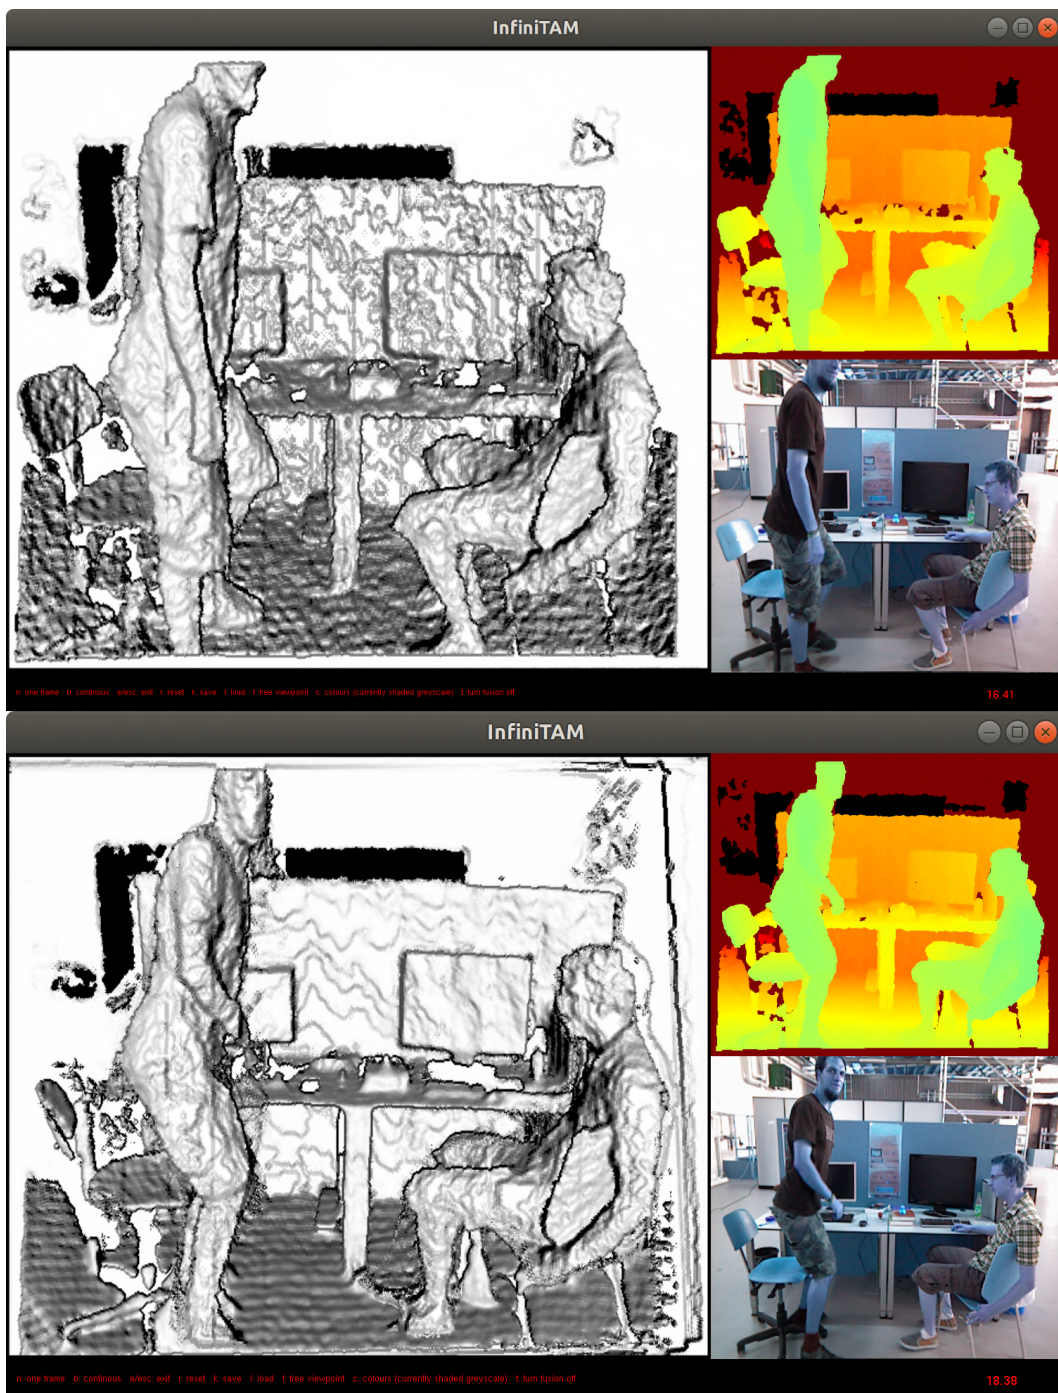 InfiniTAM
n: one frame b: continous e/esc: exit r: reset k: save l: load f: free viewpoint c: colours (currently shaded greyscale) t: turn fusion off
16.41
InfiniTAM
n: one frame b: continous e/esc: exit r: reset k: save l: load f: free viewpoint c: colours (currently shaded greyscale) t: turn fusion off
18.38